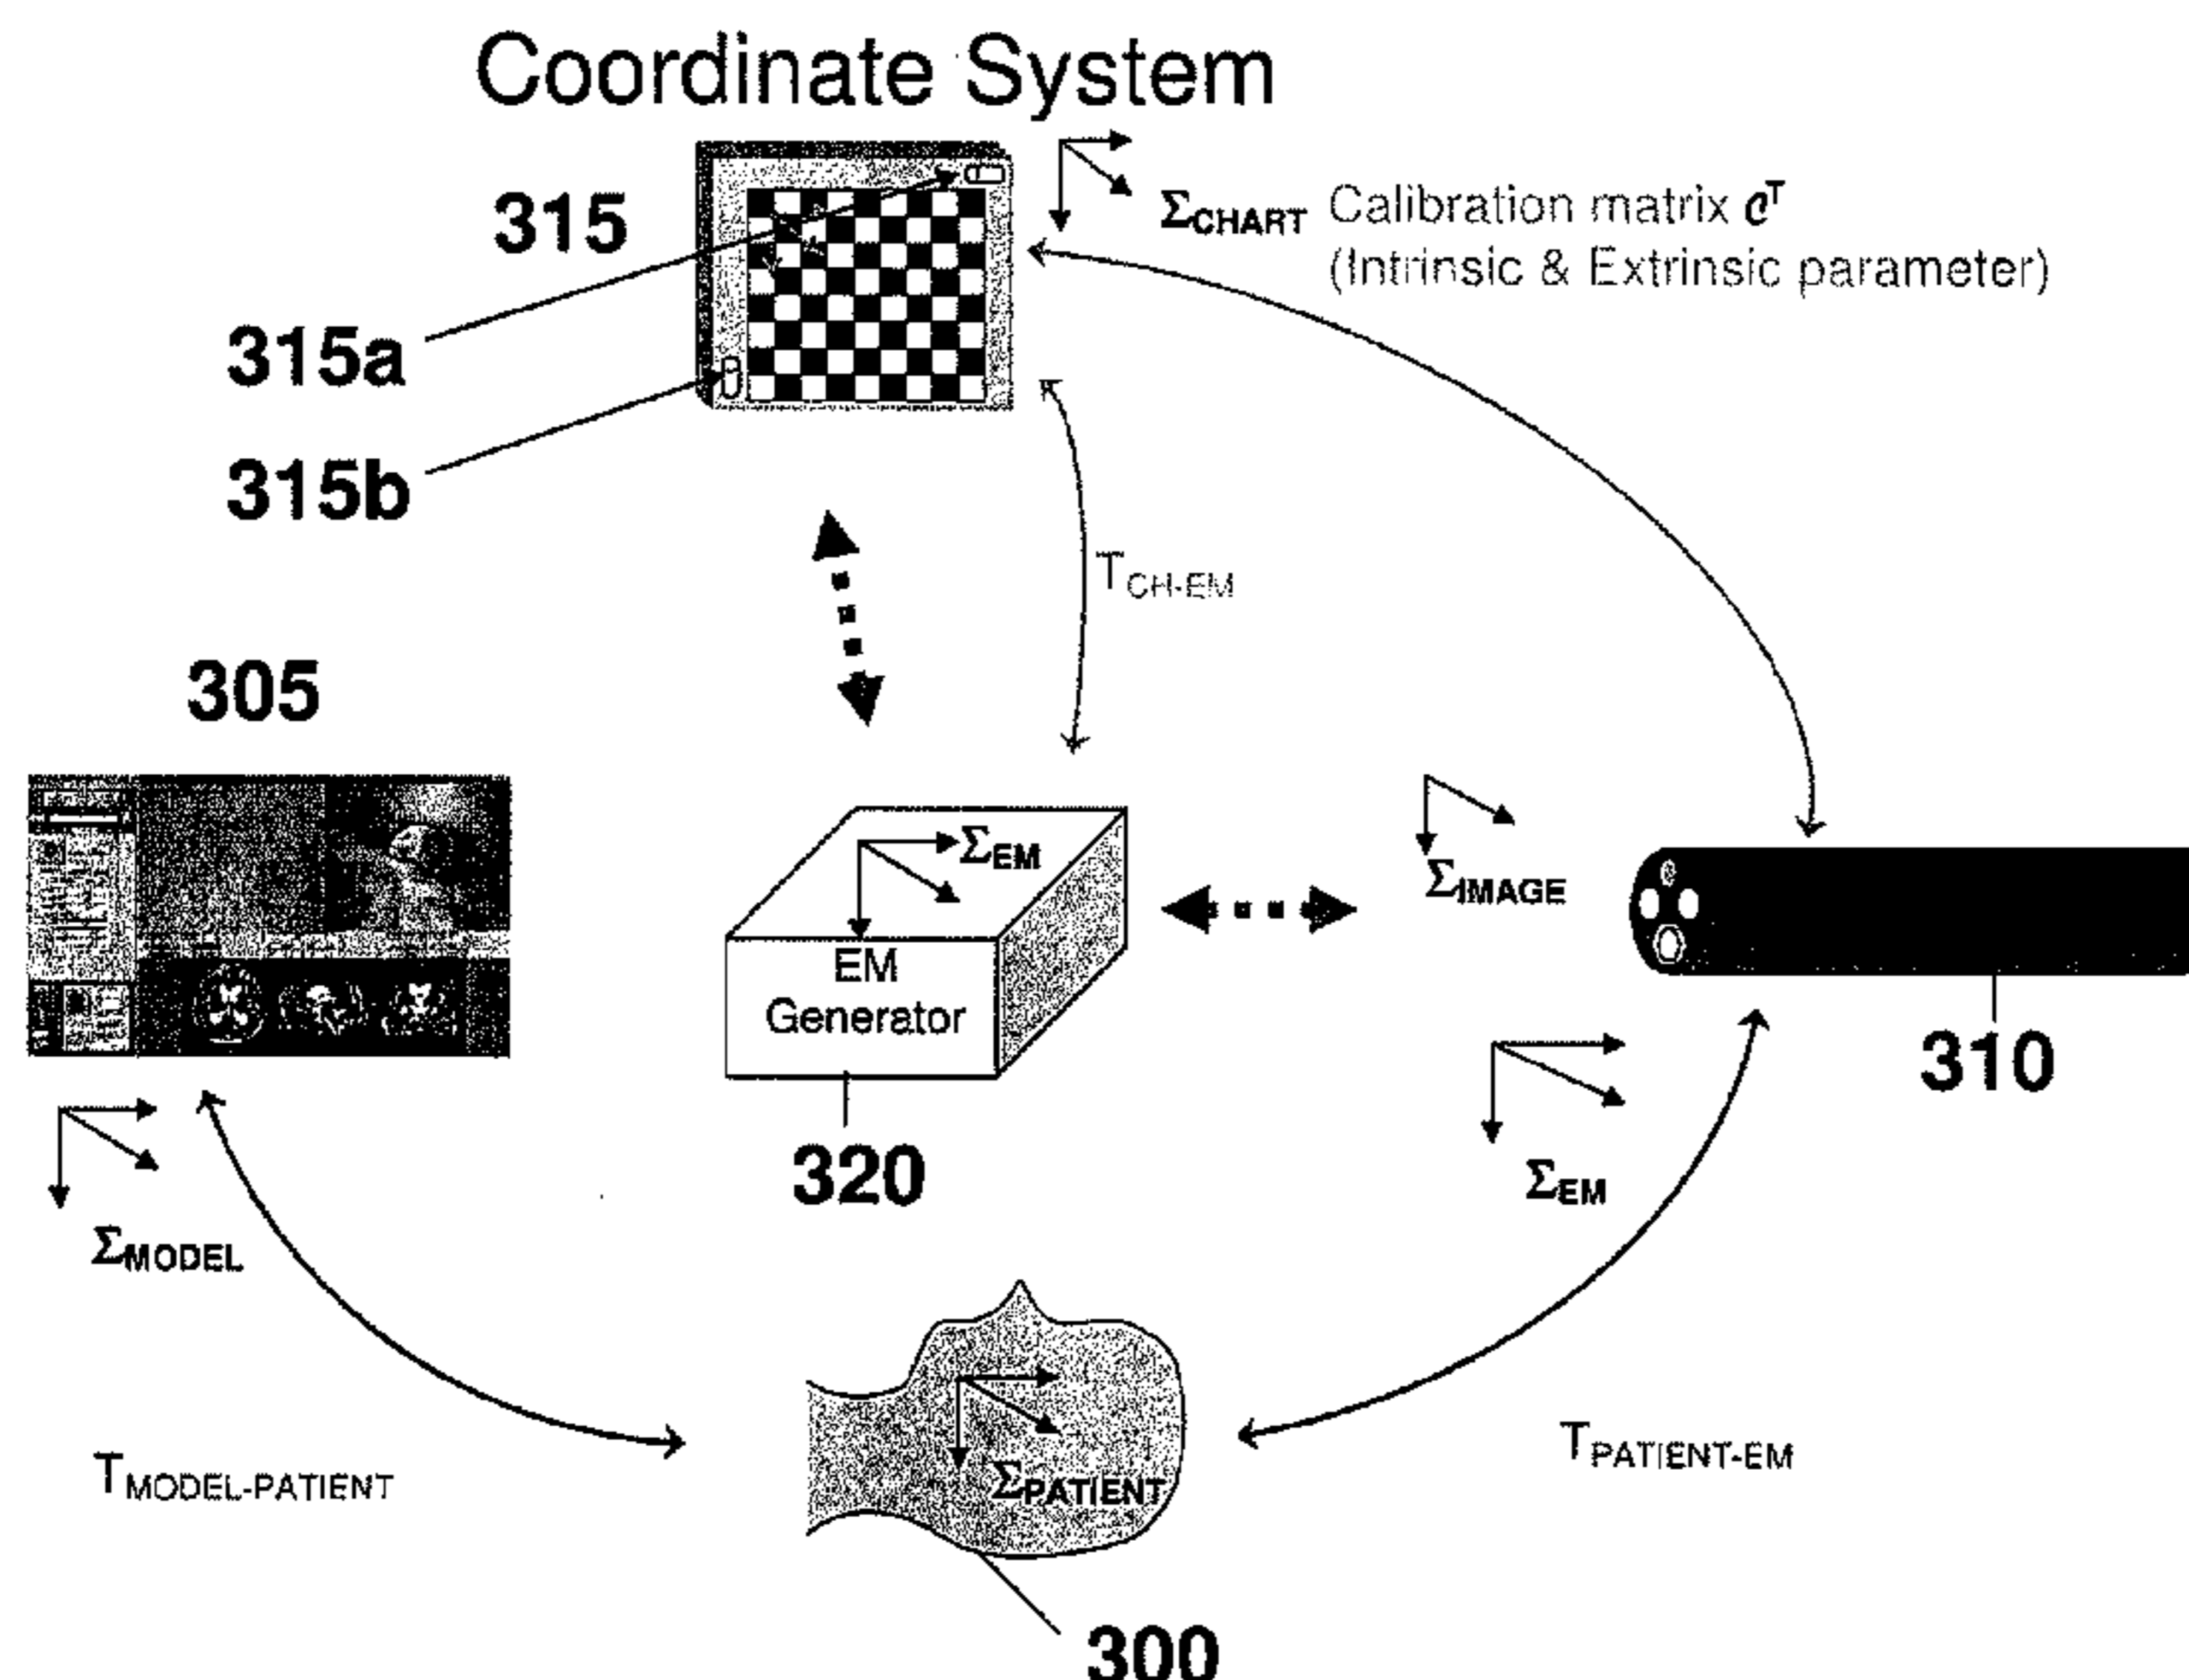 Coordinate System
315
ΣCHART Calibration matrix 𝒞ᵀ
(Intrinsic & Extrinsic parameter)
315a
315b
TCH-EM
305
ΣEM
ΣIMAGE
EM
Generator
310
320
ΣEM
ΣMODEL
TMODEL-PATIENT
ΣPATIENT
TPATIENT-EM
300